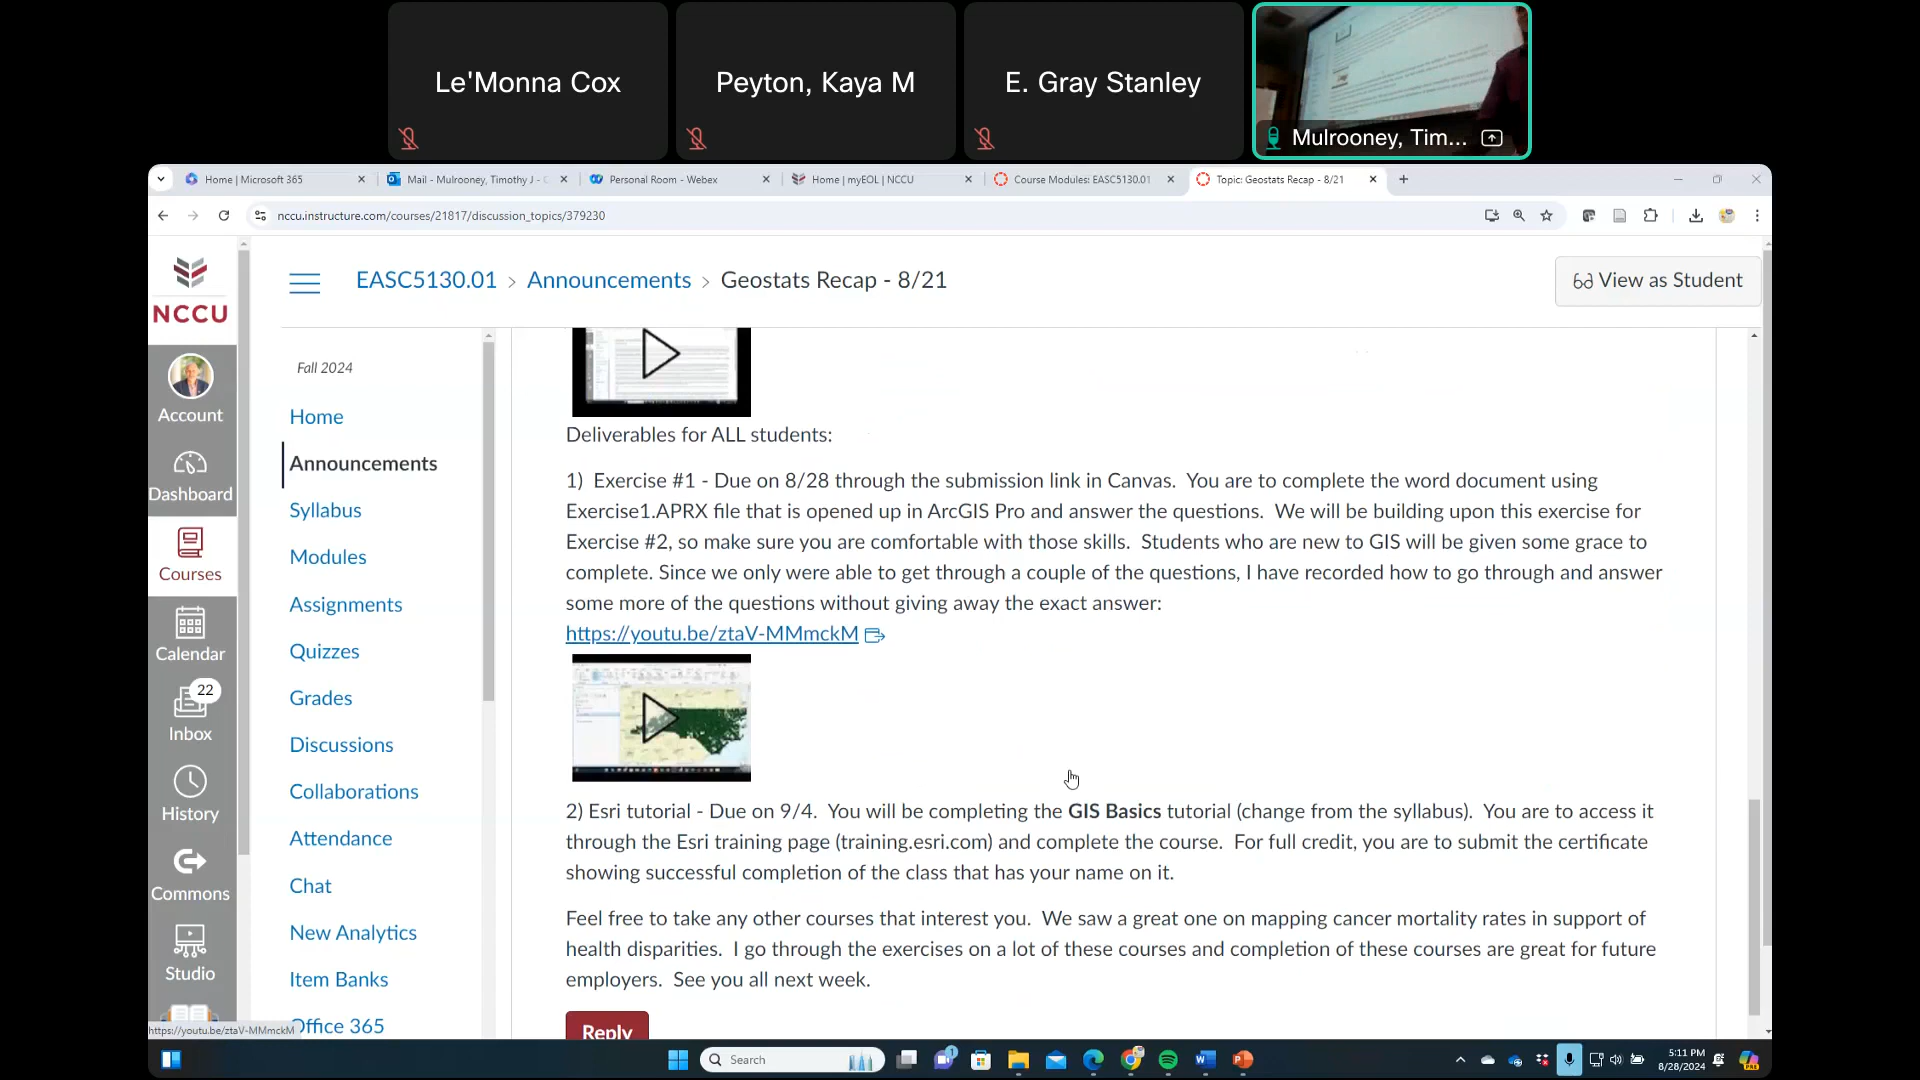 Le'Monna Cox
Peyton, Kaya M
E. Gray Stanley
Mulrooney, Tim...
Home | Microsoft 365
Mail - Mulrooney, Timothy J -
Personal Room - Webex
Home | myEOL | NCCU
Course Modules: EASC5130.01
Topic: Geostats Recap - 8/21
nccu.instructure.com/courses/21817/discussion_topics/379230
NCCU
Account
Dashboard
Courses
Calendar
22
Inbox
History
Commons
Studio
EASC5130.01 > Announcements > Geostats Recap - 8/21
View as Student
Fall 2024
Home
Announcements
Syllabus
Modules
Assignments
Quizzes
Grades
Discussions
Collaborations
Attendance
Chat
New Analytics
Item Banks
Office 365
Deliverables for ALL students:
1) Exercise #1 - Due on 8/28 through the submission link in Canvas. You are to complete the word document using
Exercise1.APRX file that is opened up in ArcGIS Pro and answer the questions. We will be building upon this exercise for
Exercise #2, so make sure you are comfortable with those skills. Students who are new to GIS will be given some grace to
complete. Since we only were able to get through a couple of the questions, I have recorded how to go through and answer
some more of the questions without giving away the exact answer:
https://youtu.be/ztaV-MMmckM
2) Esri tutorial - Due on 9/4. You will be completing the GIS Basics tutorial (change from the syllabus). You are to access it
through the Esri training page (training.esri.com) and complete the course. For full credit, you are to submit the certificate
showing successful completion of the class that has your name on it.
Feel free to take any other courses that interest you. We saw a great one on mapping cancer mortality rates in support of
health disparities. I go through the exercises on a lot of these courses and completion of these courses are great for future
employers. See you all next week.
Reply
https://youtu.be/ztaV-MMmckM
Search
5:11 PM
8/28/2024